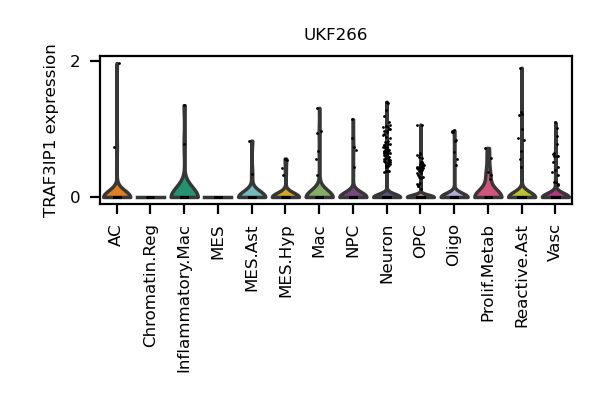 UKF266
TRAF3IP1 expression
2
0
AC
Chromatin.Reg
Inflammatory.Mac
MES
MES.Ast
MES.Hyp
Mac
NPC
Neuron
OPC
Oligo
Prolif.Metab
Reactive.Ast
Vasc